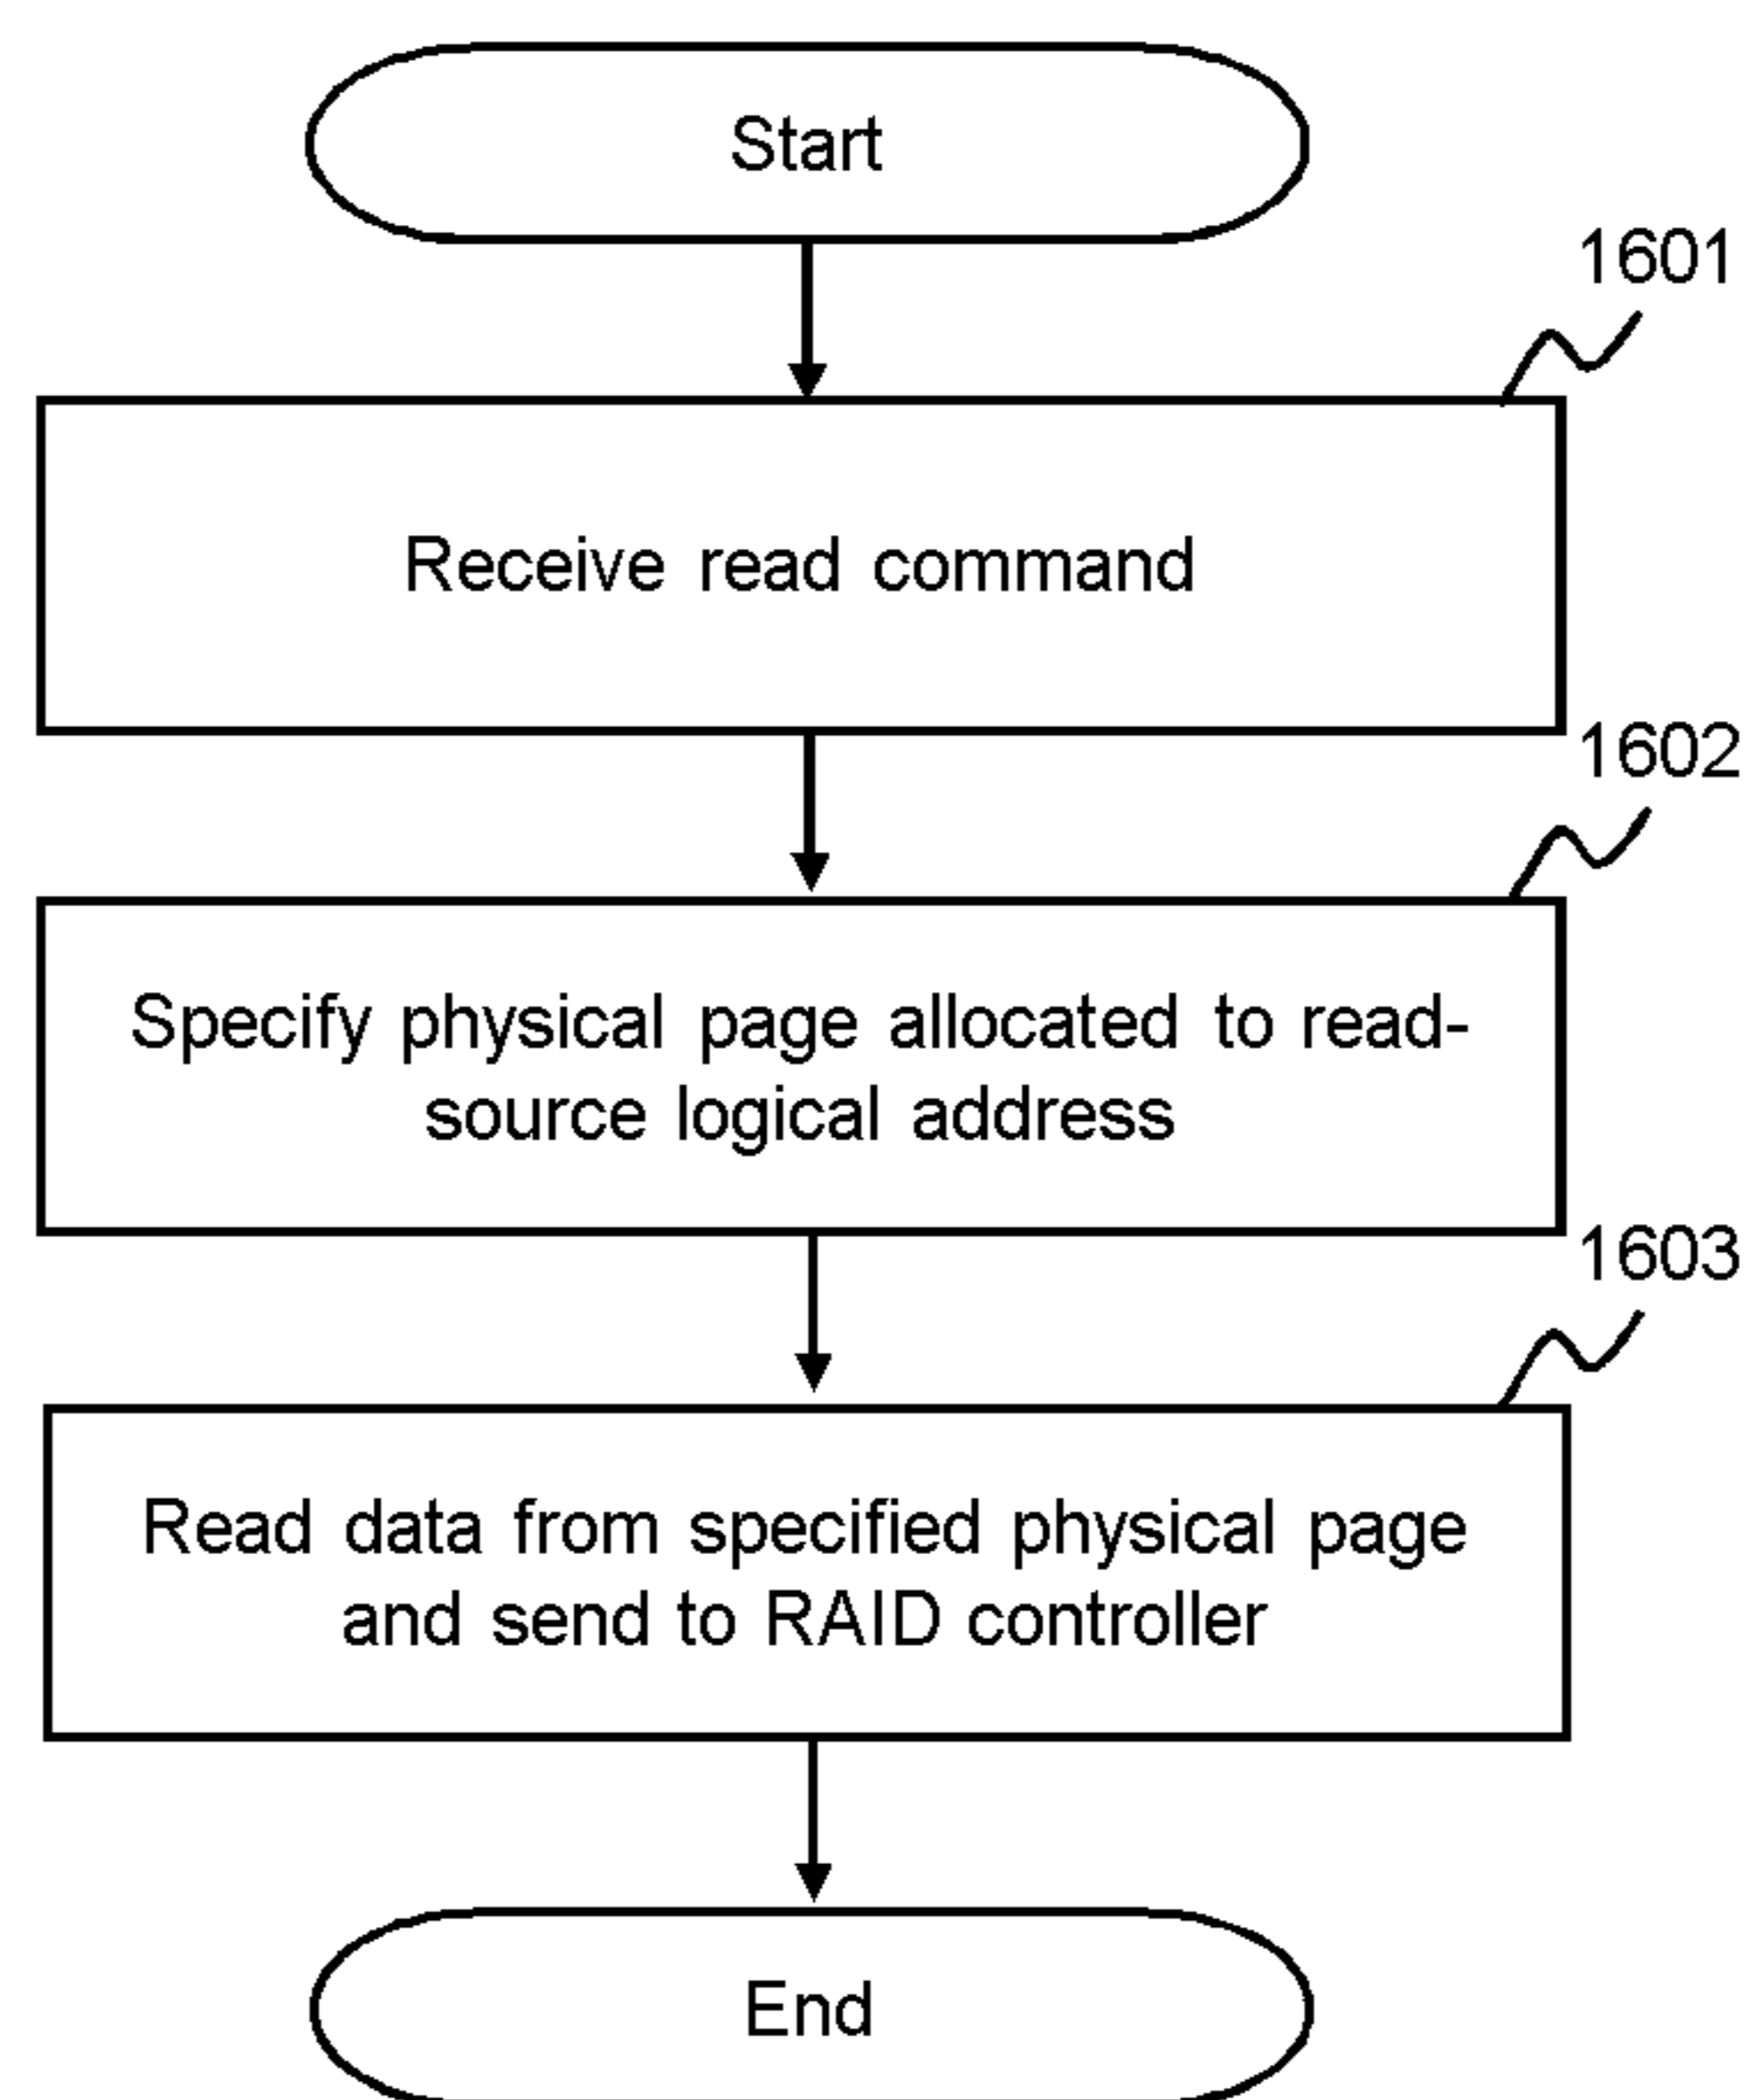 Start
1601
Receive read command
1602
Specify physical page allocated to read-
source logical address
1603
Read data from specified physical page
and send to RAID controller
End